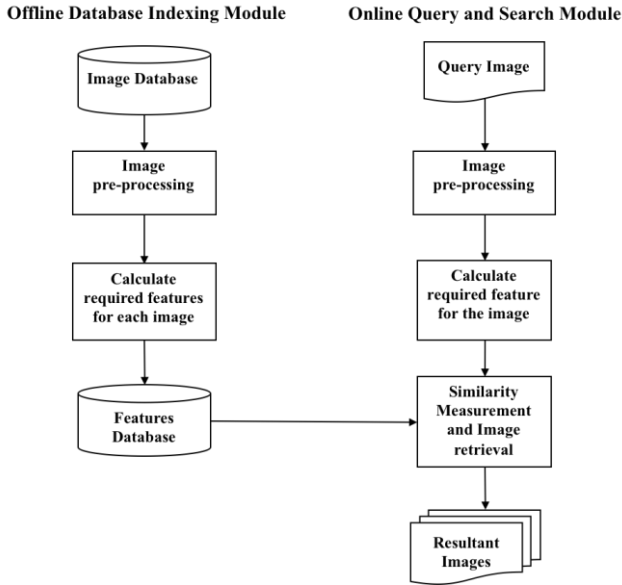 Offline Database Indexing Module
Image Database
Image
pre-processing
Calculate
required features
for each image
Features
Database
Online Query and Search Module
Query Image
Image
pre-processing
Calculate
required feature
for the image
Similarity
Measurement
and Image
retrieval
Resultant
Images